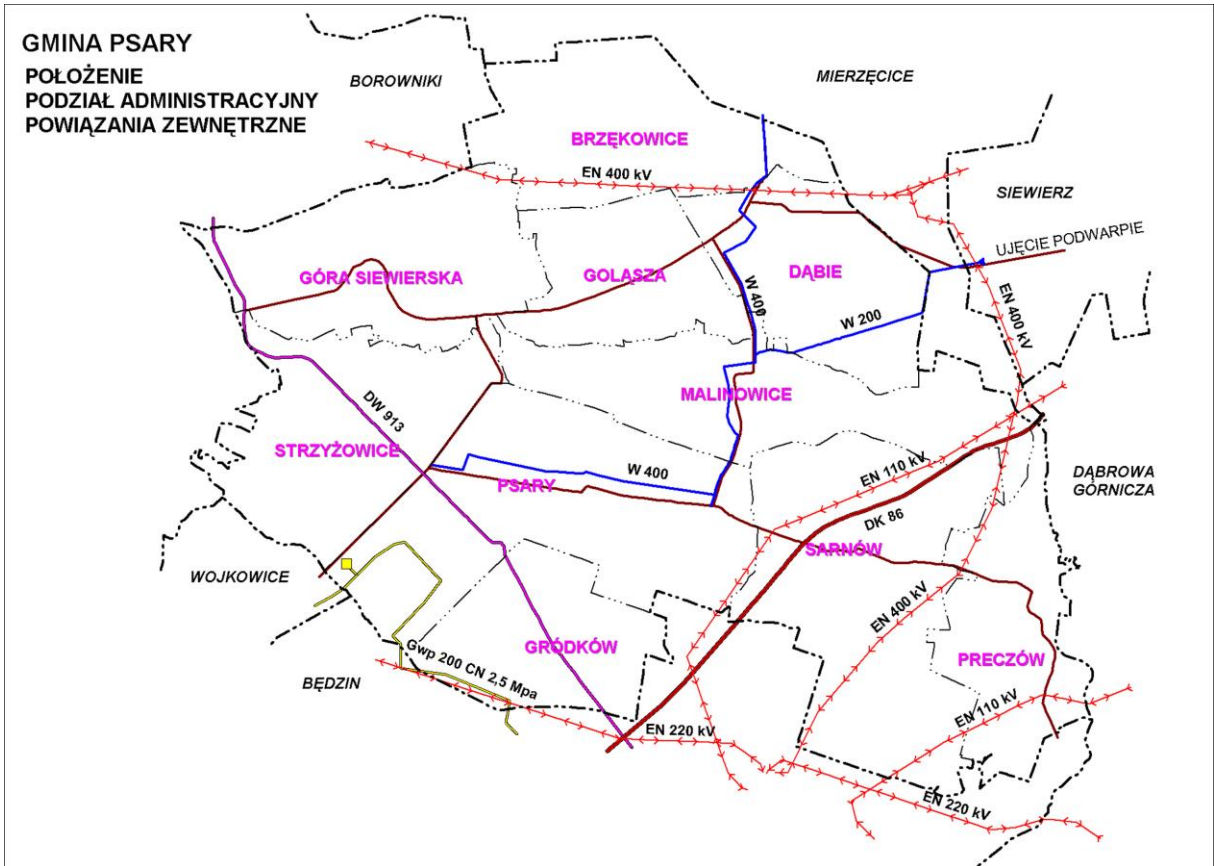 GMINA PSARY
POŁOŻENIE
PODZIAŁ ADMINISTRACYJNY
POWIĄZANIA ZEWNĘTRZNE
BOROWNIKI
MIERZĘCICE
BRZĘKOWICE
EN 400 kV
SIEWIERZ
UJĘCIE PODWARPIE
GÓRA SIEWIERSKA
GOLĄSZA
DĄBIE
W 400
EN 400 kV
W 200
MALINOWICE
DW 913
STRZYŻOWICE
W 400
PSARY
EN 110 kV
DĄBROWA
GÓRNICZA
DK 86
SARNÓW
WOJKOWICE
EN 400 kV
GRÓDKÓW
PRECZÓW
Gwp 200 CN 2,5 Mpa
BĘDZIN
EN 110 kV
EN 220 kV
EN 220 kV